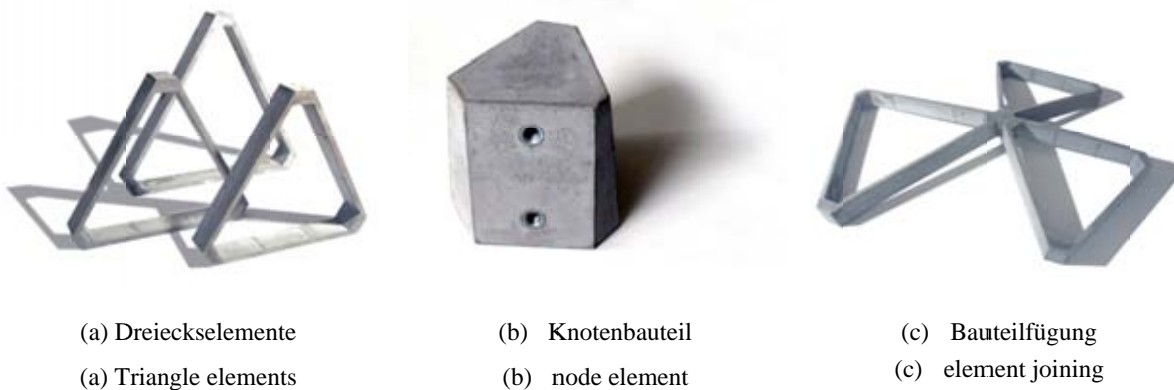 (a) Dreieckselemente
(b) Knotenbauteil
(c) Bauteilfügung
(a) Triangle elements
(b) node element
(c) element joining